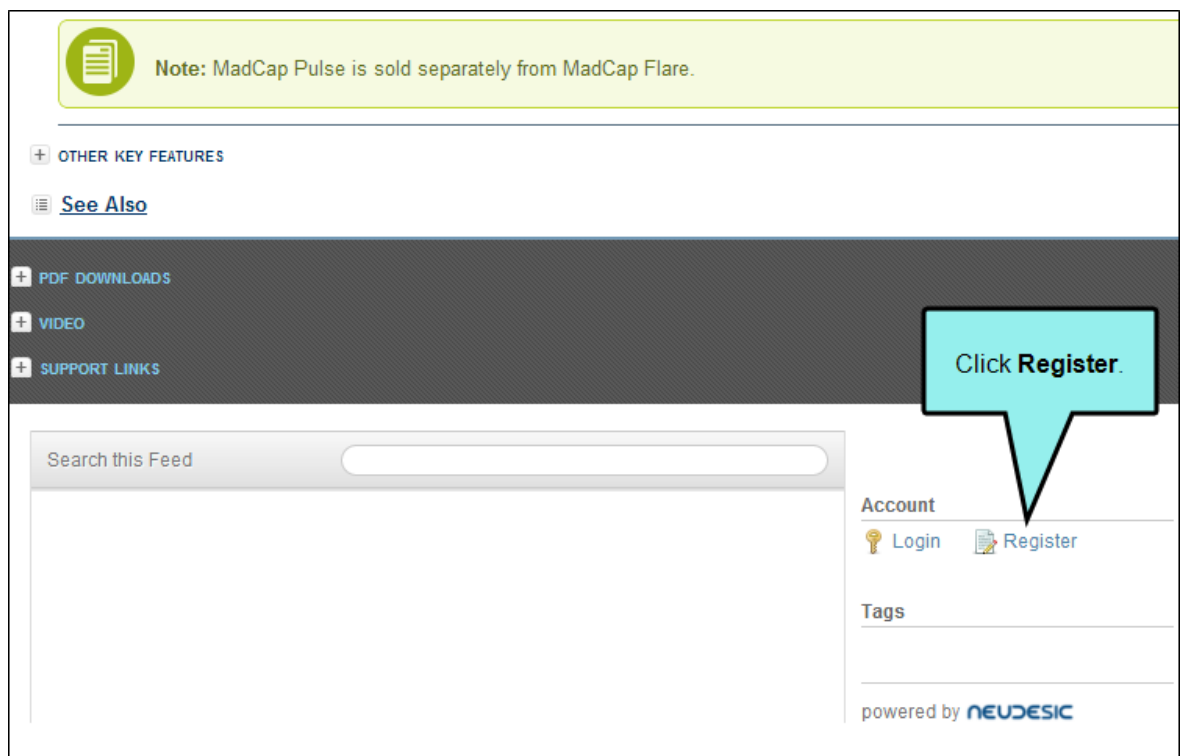 Note: MadCap Pulse is sold separately from MadCap Flare.
OTHER KEY FEATURES
See Also
PDF DOWNLOADS
VIDEO
SUPPORT LINKS
Click Register.
Search this Feed
Account
Login Register
Tags
powered by NEUDESIC